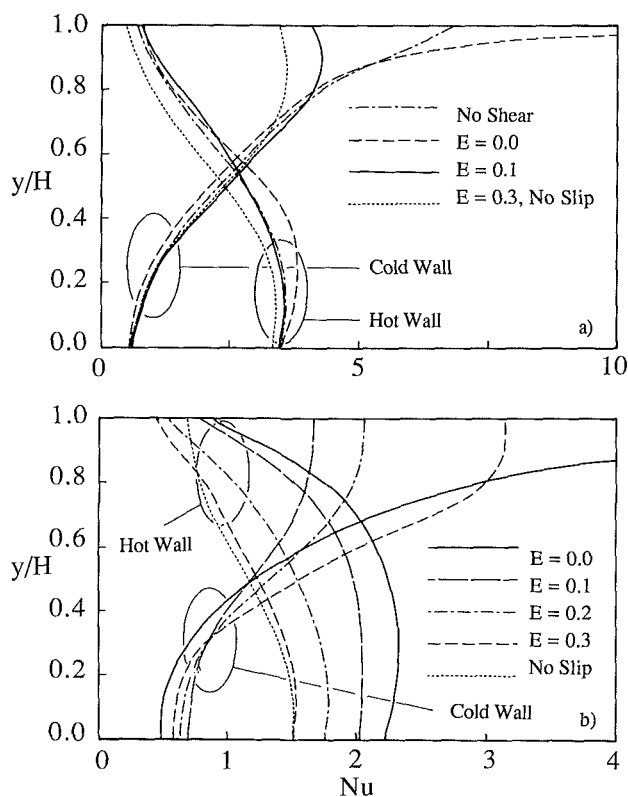 a)
1.0
0.8
0.6
y/H
0.4
0.2
0.0
No Shear
E = 0.0
E = 0.1
E = 0.3, No Slip
Cold Wall
Hot Wall
0 5 10
b)
1.0
0.8
0.6
y/H
0.4
0.2
0.0
Hot Wall
E = 0.0
E = 0.1
E = 0.2
E = 0.3
No Slip
Cold Wall
0 1 2 3 4
Nu